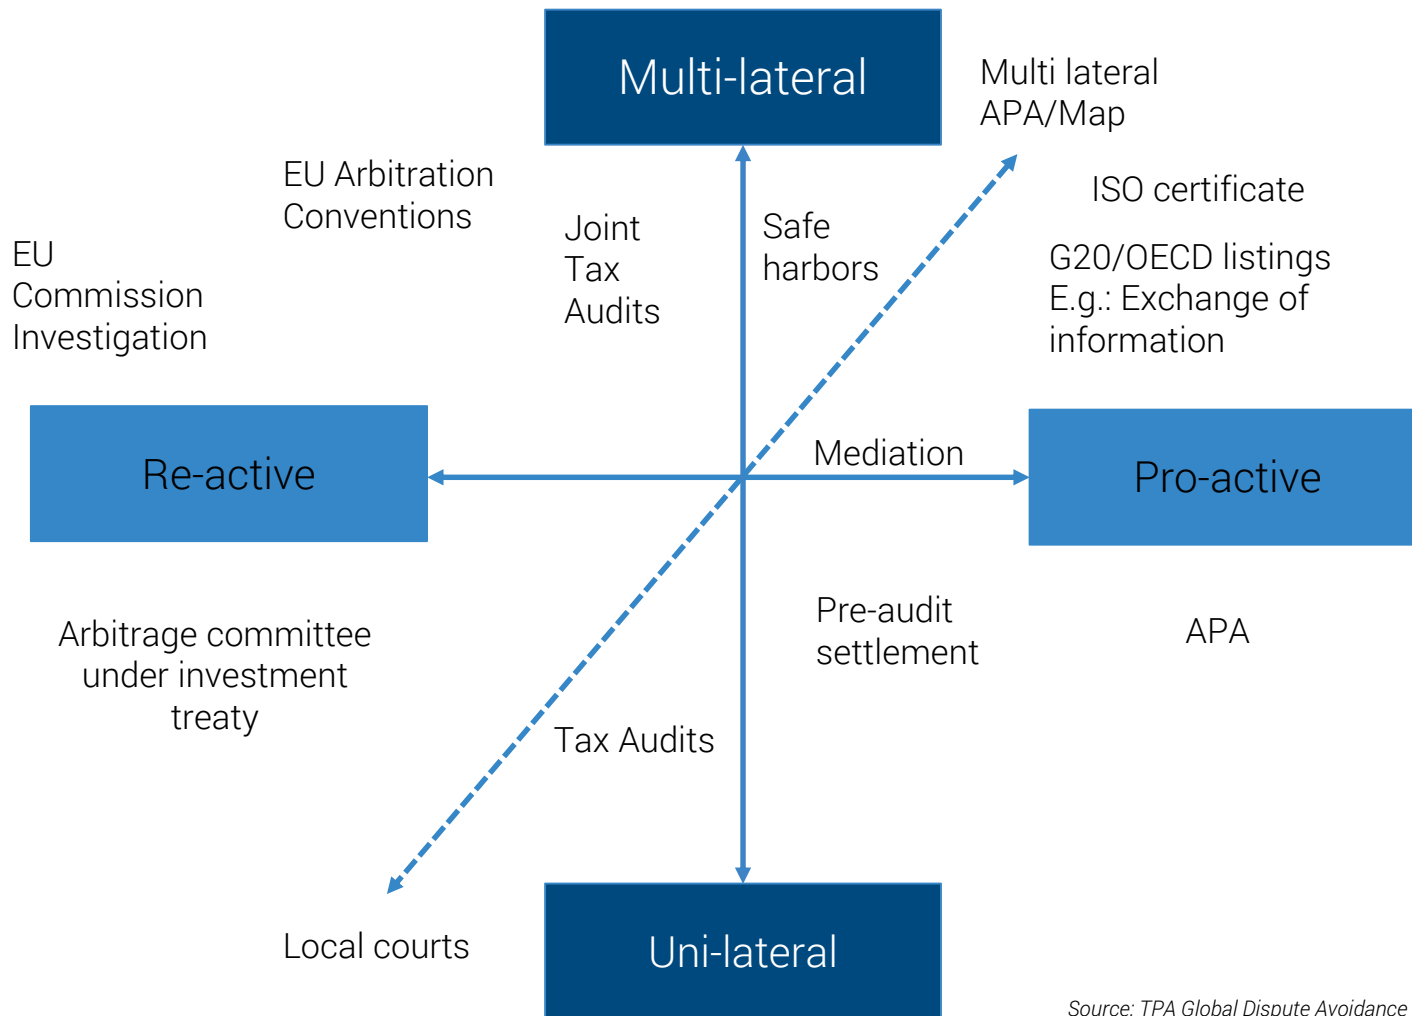 Multi-lateral
Multi lateral
APA/Map
EU Arbitration
Conventions
ISO certificate
Joint
Tax
Audits
Safe
harbors
EU
Commission
Investigation
G20/OECD listings
E.g.: Exchange of
information
Re-active
Mediation
Pro-active
Arbitrage committee
under investment
treaty
Pre-audit
settlement
APA
Tax Audits
Local courts
Uni-lateral
Source: TPA Global Dispute Avoidance